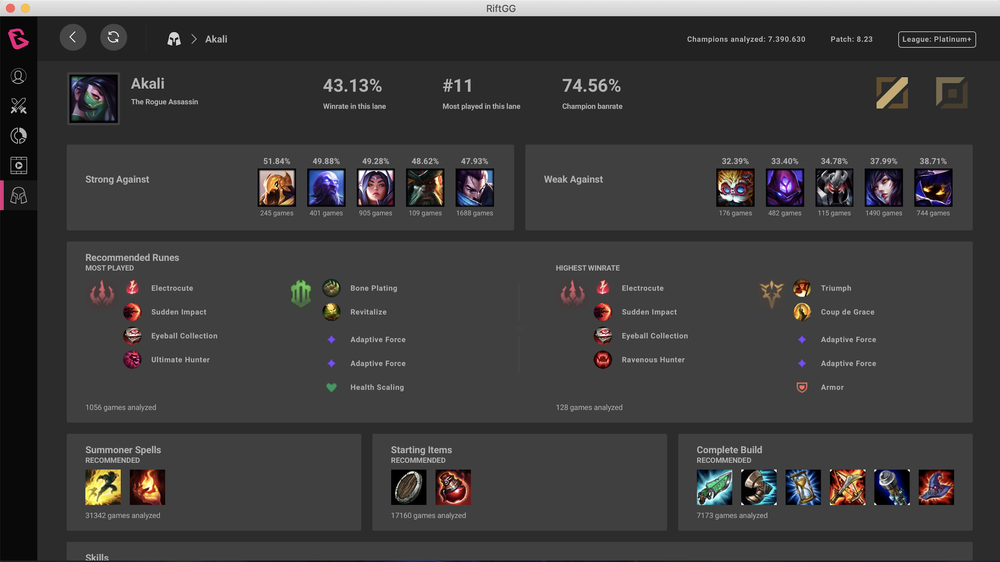 RiftGG
Akali
Champions analyzed: 7.390.630
Patch: 8.23
League: Platinum+
Akali
The Rogue Assassin
43.13%
Winrate in this lane
#11
Most played in this lane
74.56%
Champion banrate
Strong Against
51.84% 49.88% 49.28% 48.62% 47.93%
245 games 401 games 905 games 109 games 1688 games
Weak Against
32.39% 33.40% 34.78% 37.99% 38.71%
176 games 482 games 115 games 1490 games 744 games
Recommended Runes
MOST PLAYED
Electrocute
Sudden Impact
Eyeball Collection
Ultimate Hunter
Bone Plating
Revitalize
Adaptive Force
Adaptive Force
Health Scaling
1056 games analyzed
or
HIGHEST WINRATE
Electrocute
Sudden Impact
Eyeball Collection
Ravenous Hunter
Triumph
Coup de Grace
Adaptive Force
Adaptive Force
Armor
128 games analyzed
Summoner Spells
RECOMMENDED
31342 games analyzed
Starting Items
RECOMMENDED
17160 games analyzed
Complete Build
RECOMMENDED
7173 games analyzed
Skills